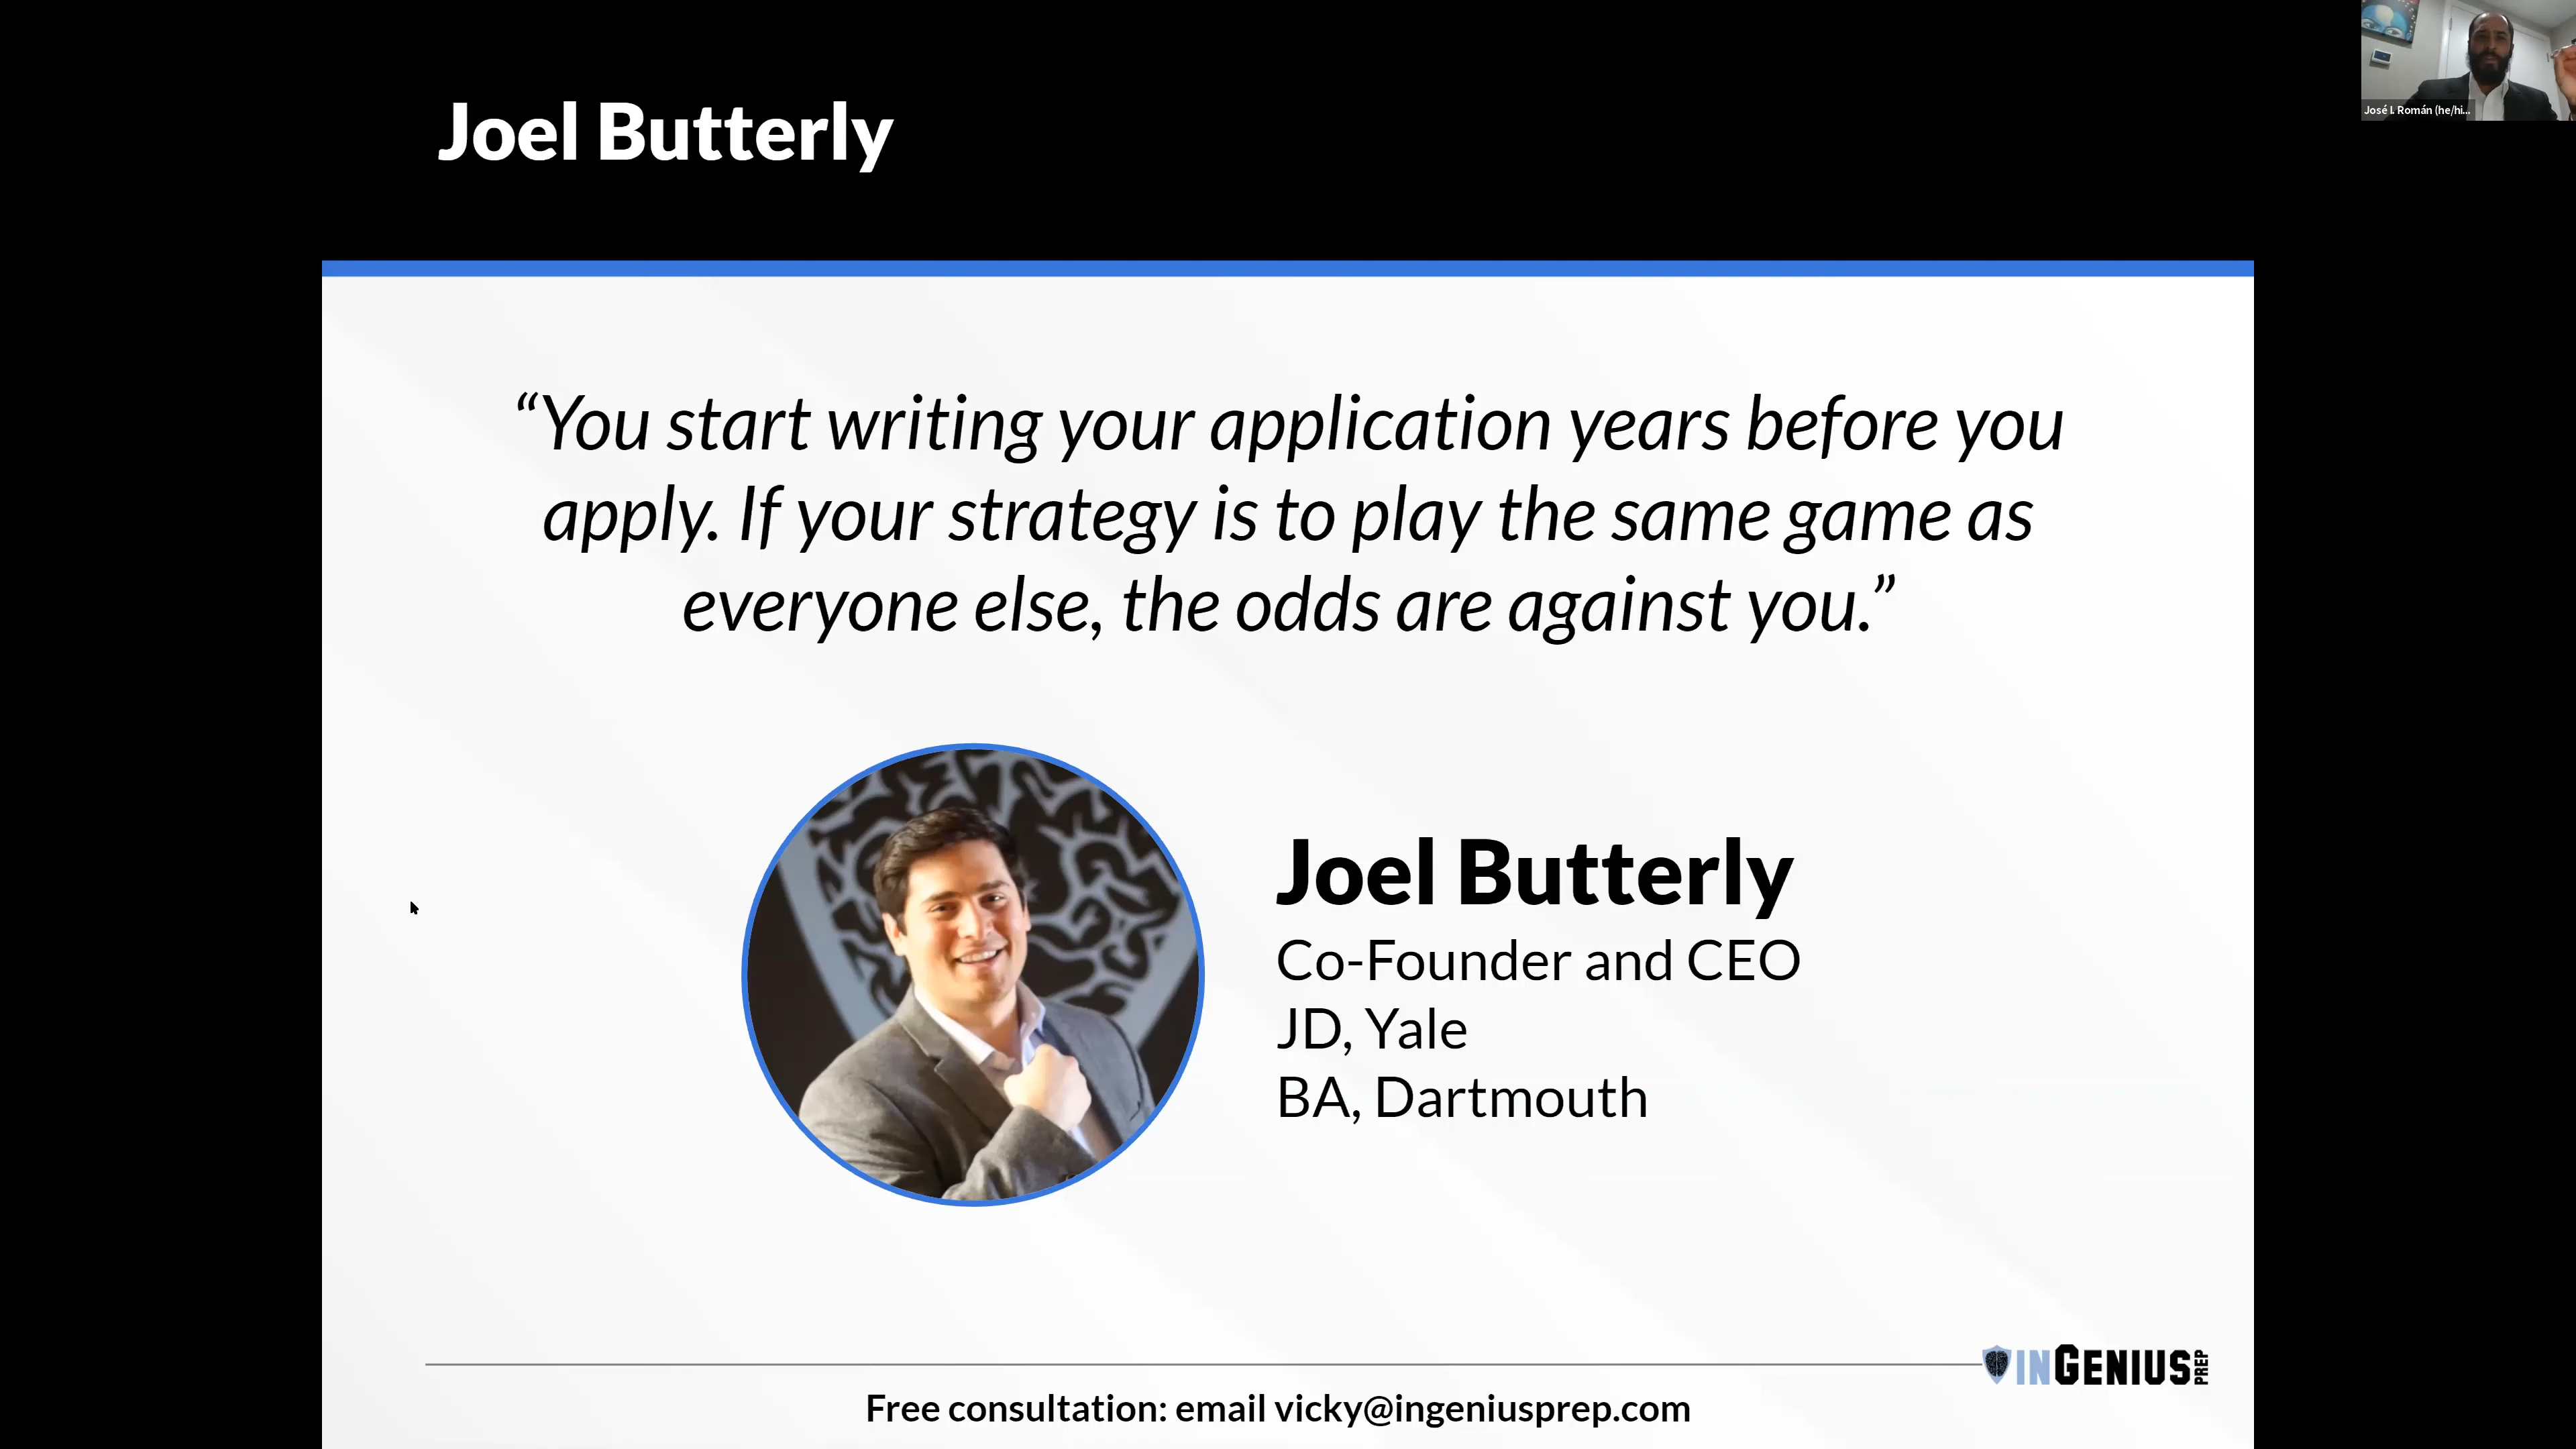 Joel Butterly
José I. Román (he/hi...
“You start writing your application years before you
apply. If your strategy is to play the same game as
everyone else, the odds are against you.”
Joel Butterly
Co-Founder and CEO
JD, Yale
BA, Dartmouth
INGENIUS PREP
Free consultation: email vicky@ingeniusprep.com